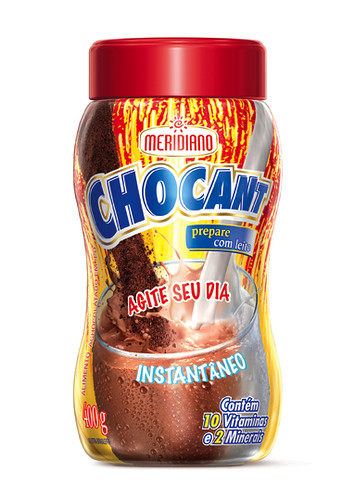 MERIDIANO
CHOCANT
prepare
com leite
AGITE SEU DIA
INSTANTÂNEO
400g
Contém
10 Vitaminas
e 2 Minerais